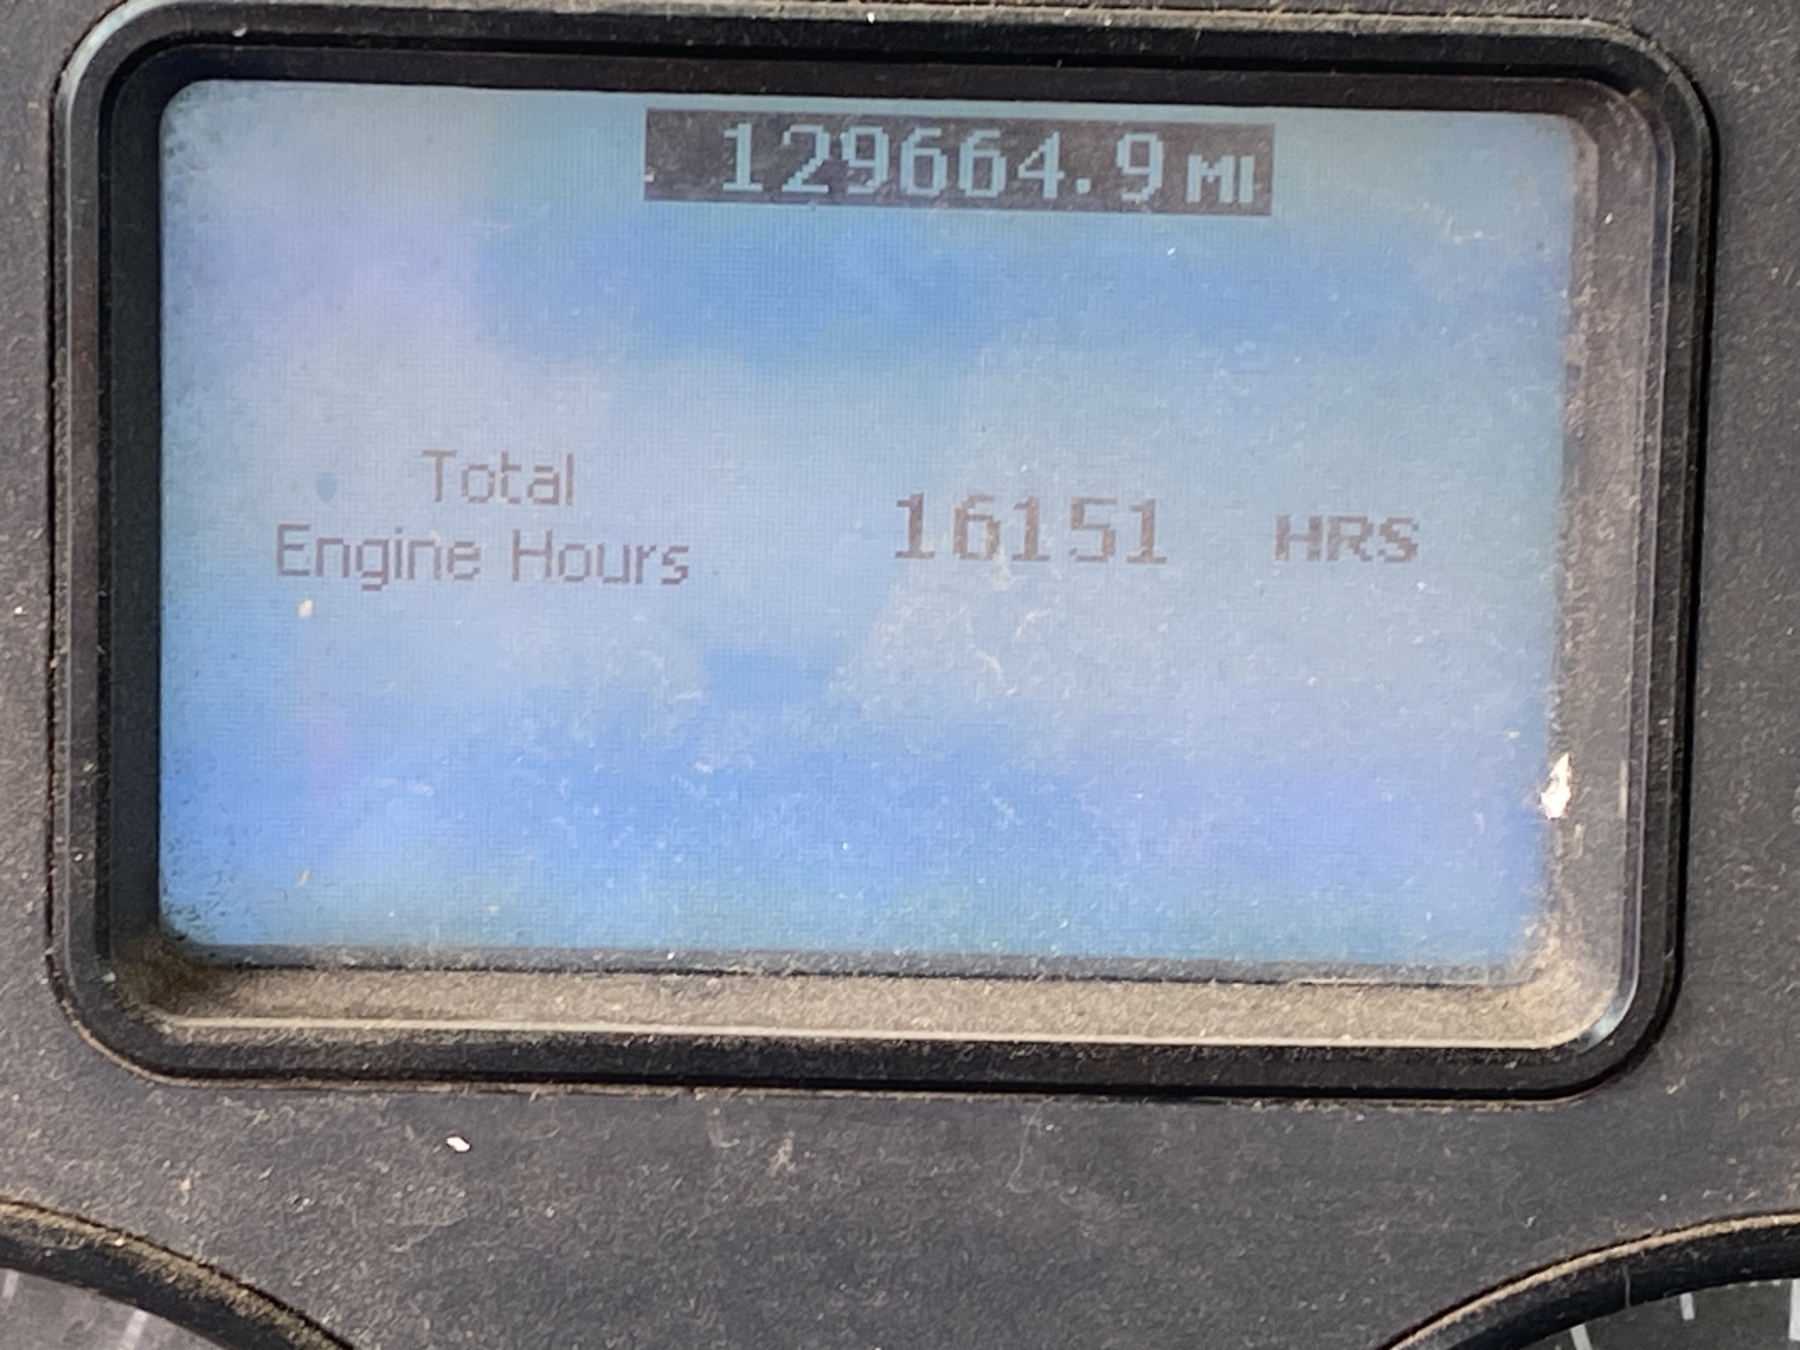 129664.9 MI
Total
Engine Hours 16151 HRS